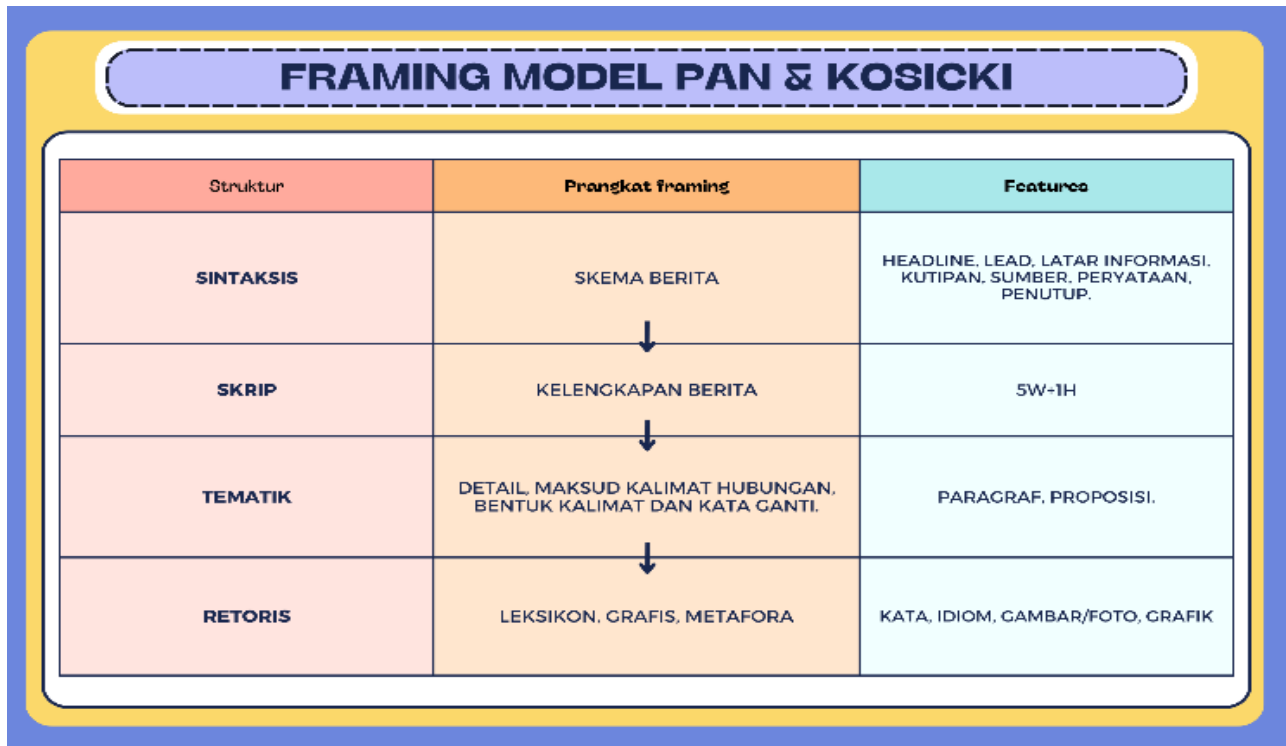 FRAMING MODEL PAN & KOSICKI
Struktur
Prangkat framing
Features
SINTAKSIS
SKEMA BERITA
HEADLINE, LEAD, LATAR INFORMASI.
KUTIPAN, SUMBER, PERYATAAN,
PENUTUP.
SKRIP
KELENGKAPAN BERITA
5W+1H
TEMATIK
DETAIL, MAKSUD KALIMAT HUBUNGAN,
BENTUK KALIMAT DAN KATA GANTI.
PARAGRAF, PROPOSISI.
RETORIS
LEKSIKON, GRAFIS, METAFORA
KATA, IDIOM, GAMBAR/FOTO, GRAFIK